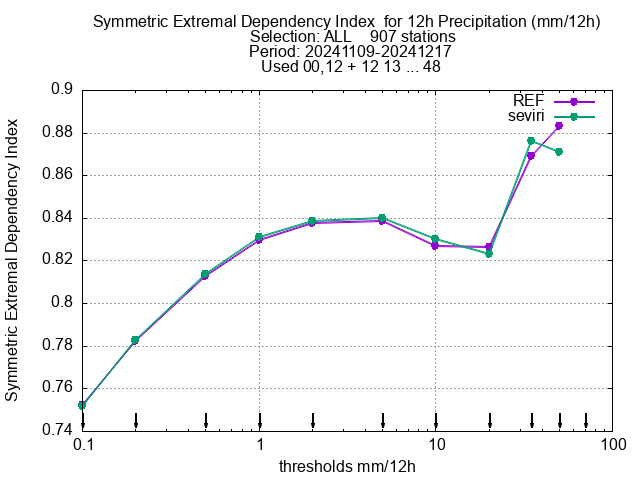 Symmetric Extremal Dependency Index  for 12h Precipitation (mm/12h)
Selection: ALL    907 stations
Period: 20241109-20241217
Used 00,12 + 12 13 ... 48
REF
seviri
0.9
0.88
0.86
0.84
0.82
0.8
0.78
0.76
0.74
Symmetric Extremal Dependency Index
0.1
1
10
100
thresholds mm/12h